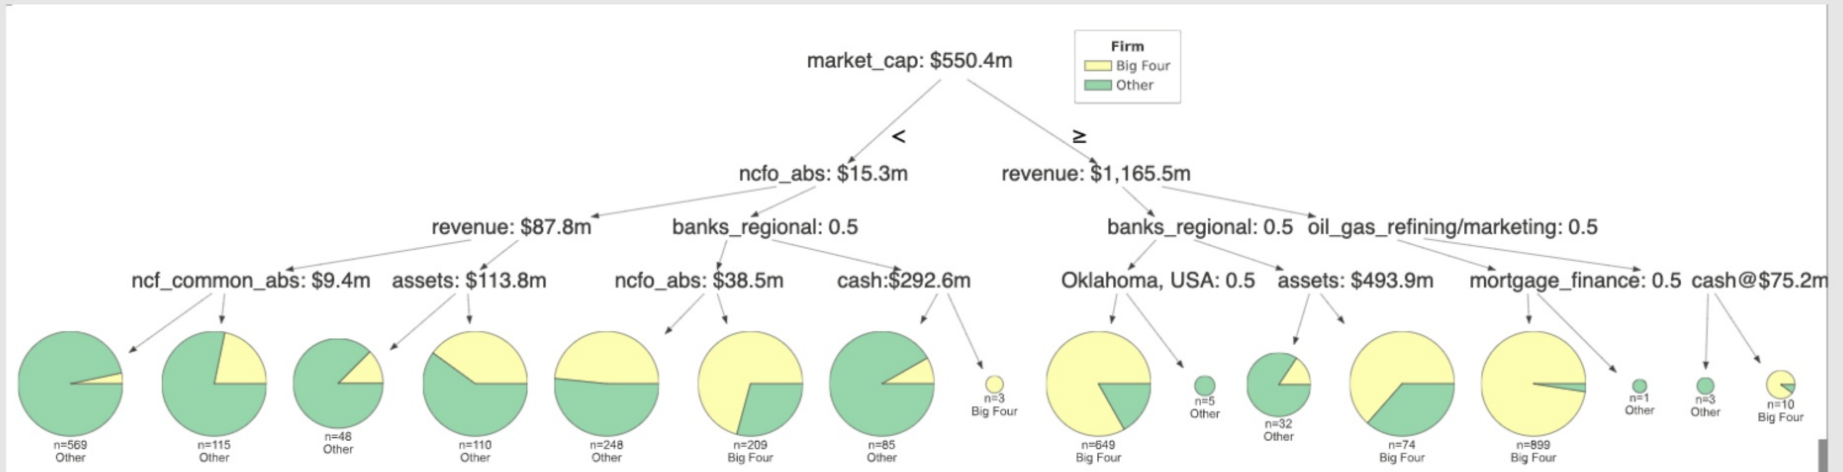 market_cap: $550.4m
Firm
Big Four
Other
<
≥
ncfo_abs: $15.3m
revenue: $1,165.5m
revenue: $87.8m
banks_regional: 0.5
banks_regional: 0.5
oil_gas_refining/marketing: 0.5
ncf_common_abs: $9.4m
assets: $113.8m
ncfo_abs: $38.5m
cash:$292.6m
Oklahoma, USA: 0.5
assets: $493.9m
mortgage_finance: 0.5
cash@$75.2m
n=569
Other
n=115
Other
n=48
Other
n=110
Other
n=248
Other
n=209
Big Four
n=85
Other
n=3
Big Four
n=649
Big Four
n=5
Other
n=32
Other
n=74
Big Four
n=899
Big Four
n=1
Other
n=3
Other
n=10
Big Four